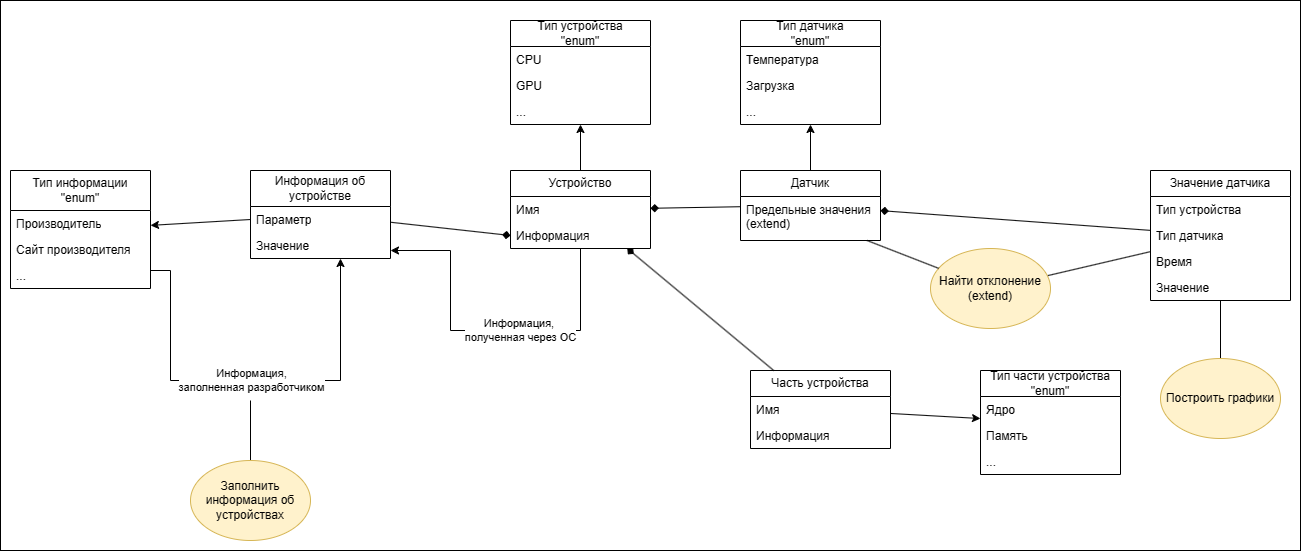 Тип устройства
"enum"
CPU
GPU
...
Тип датчика
"enum"
Температура
Загрузка
...
Тип информации
"enum"
Производитель
Сайт производителя
...
Информация об
устройстве
Параметр
Значение
Устройство
Имя
Информация
Датчик
Предельные значения
(extend)
Значение датчика
Тип устройства
Тип датчика
Время
Значение
Найти отклонение
(extend)
Информация,
полученная через ОС
Информация,
заполненная разработчиком
Часть устройства
Имя
Информация
Тип части устройства
"enum"
Ядро
Память
...
Построить графики
Заполнить
информация об
устройствах